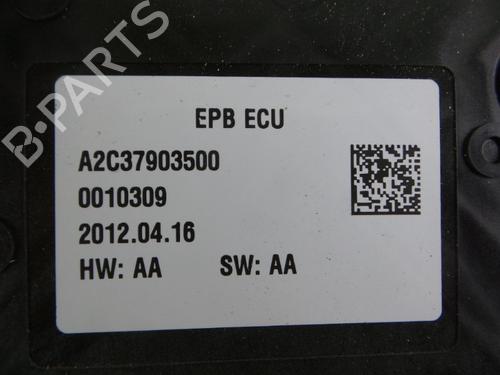 EPB ECU
A2C37903500
0010309
2012.04.16
HW: AA SW: AA
B-PARTS